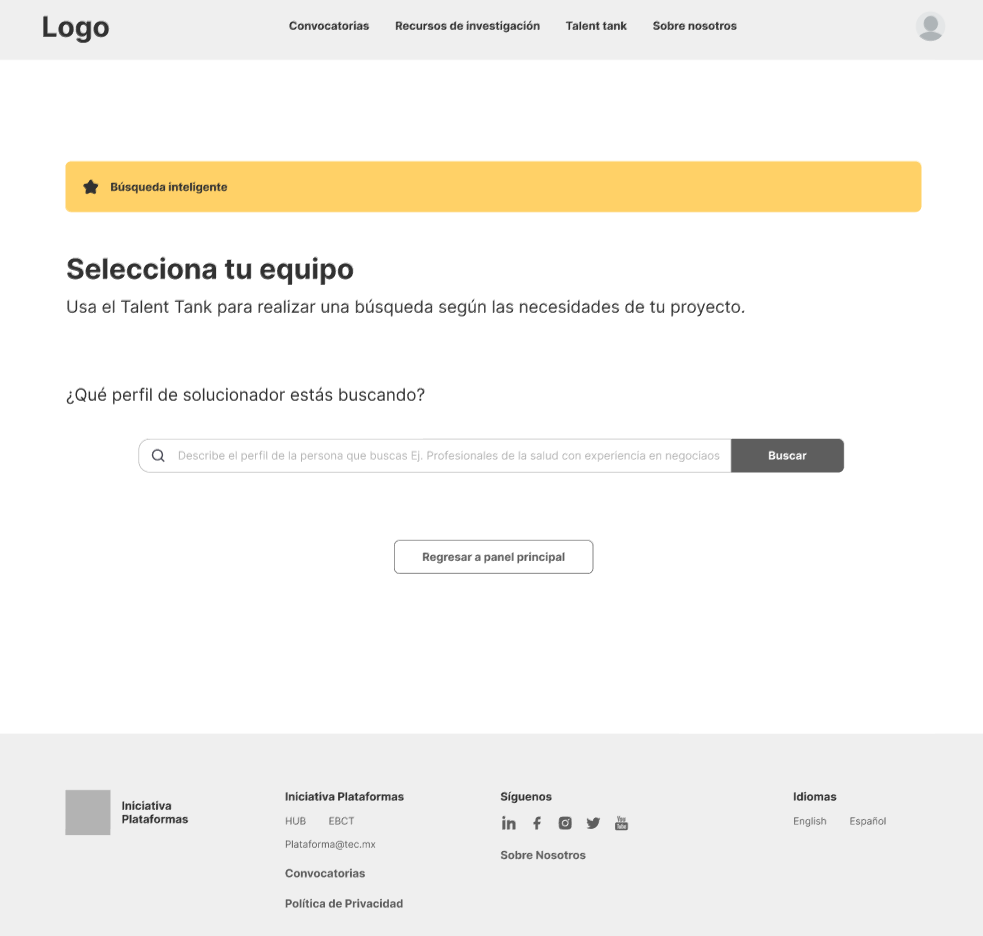 Logo
Convocatorias
Recursos de investigación
Talent tank
Sobre nosotros
Búsqueda inteligente
Selecciona tu equipo
Usa el Talent Tank para realizar una búsqueda según las necesidades de tu proyecto.
¿Qué perfil de solucionador estás buscando?
Describe el perfil de la persona que buscas Ej. Profesionales de la salud con experiencia en negociaos
Buscar
Regresar a panel principal
Iniciativa
Plataformas
Iniciativa Plataformas
HUB EBCT
Plataforma@tec.mx
Convocatorias
Política de Privacidad
Síguenos
in
You
Tube
Sobre Nosotros
Idiomas
English Español